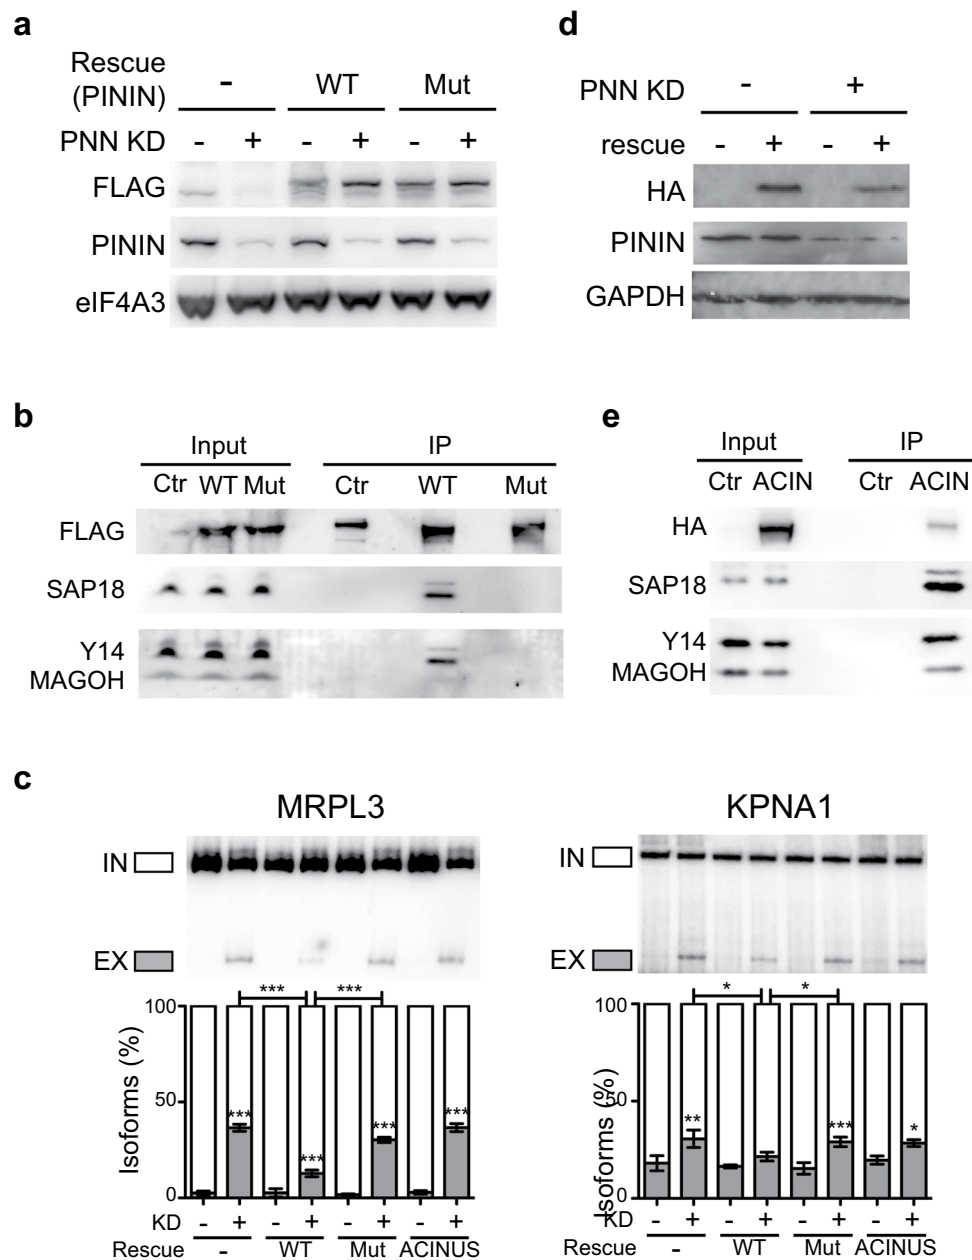 a
Rescue
(PININ)
- WT Mut
PNN KD - + - + - +
FLAG
PININ
eIF4A3
d
PNN KD - +
rescue - + - +
HA
PININ
GAPDH
b
Input IP
Ctr WT Mut Ctr WT Mut
FLAG
SAP18
Y14
MAGOH
e
Input IP
Ctr ACIN Ctr ACIN
HA
SAP18
Y14
MAGOH
c
MRPL3
IN
EX
*** ***
100
50
0
Isoforms (%)
*** *** *** ***
KD - + - + - + - +
Rescue - WT Mut ACINUS
KPNA1
IN
EX
* *
100
50
0
Isoforms (%)
** *** *
KD - + - + - + - +
Rescue - WT Mut ACINUS